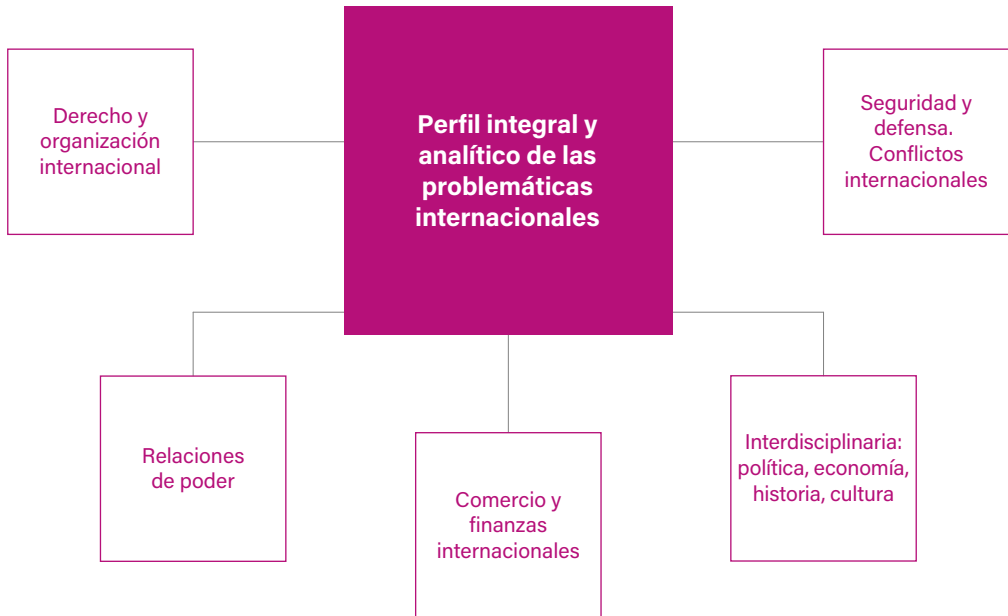 Perfil integral y
analítico de las
problemáticas
internacionales
Derecho y
organización
internacional
Seguridad y
defensa.
Conflictos
internacionales
Relaciones
de poder
Comercio y
finanzas
internacionales
Interdisciplinaria:
política, economía,
historia, cultura